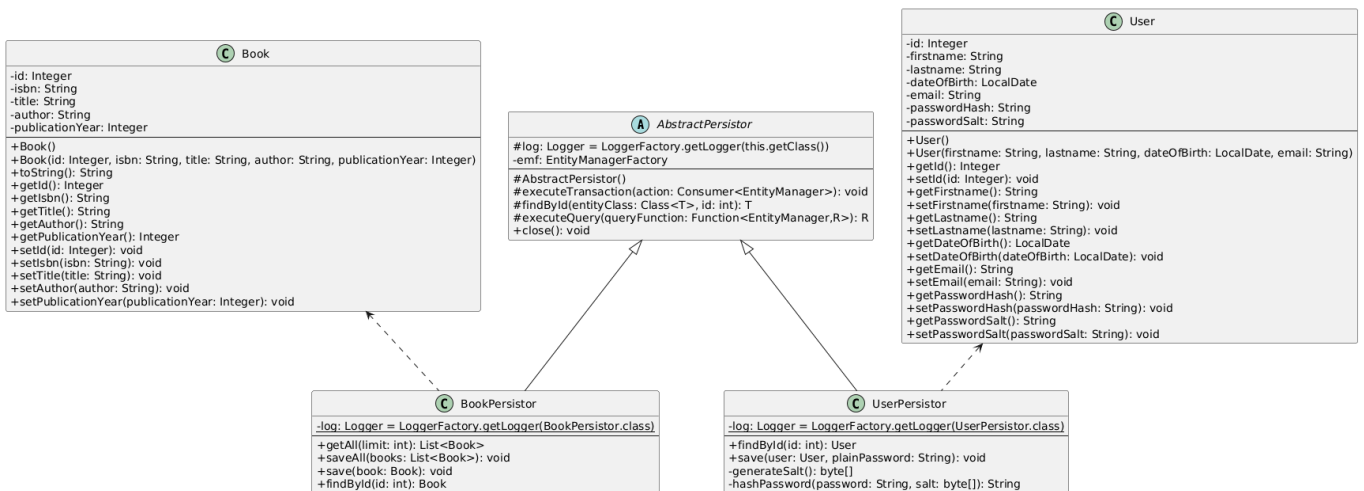 C Book
-id: Integer
-isbn: String
-title: String
-author: String
-publicationYear: Integer
+Book()
+Book(id: Integer, isbn: String, title: String, author: String, publicationYear: Integer)
+toString(): String
+getId(): Integer
+getIsbn(): String
+getTitle(): String
+getAuthor(): String
+getPublicationYear(): Integer
+setId(id: Integer): void
+setIsbn(isbn: String): void
+setTitle(title: String): void
+setAuthor(author: String): void
+setPublicationYear(publicationYear: Integer): void
A AbstractPersistor
#log: Logger = LoggerFactory.getLogger(this.getClass())
-emf: EntityManagerFactory
#AbstractPersistor()
#executeTransaction(action: Consumer<EntityManager>): void
#findById(entityClass: Class<T>, id: int): T
#executeQuery(queryFunction: Function<EntityManager,R>): R
+close(): void
C User
-id: Integer
-firstname: String
-lastname: String
-dateOfBirth: LocalDate
-email: String
-passwordHash: String
-passwordSalt: String
+User()
+User(firstname: String, lastname: String, dateOfBirth: LocalDate, email: String)
+getId(): Integer
+setId(id: Integer): void
+getFirstname(): String
+setFirstname(firstname: String): void
+getLastname(): String
+setLastname(lastname: String): void
+getDateOfBirth(): LocalDate
+setDateOfBirth(dateOfBirth: LocalDate): void
+getEmail(): String
+setEmail(email: String): void
+getPasswordHash(): String
+setPasswordHash(passwordHash: String): void
+getPasswordSalt(): String
+setPasswordSalt(passwordSalt: String): void
C BookPersistor
-log: Logger = LoggerFactory.getLogger(BookPersistor.class)
+getAll(limit: int): List<Book>
+saveAll(books: List<Book>): void
+save(book: Book): void
+findById(id: int): Book
C UserPersistor
-log: Logger = LoggerFactory.getLogger(UserPersistor.class)
+findById(id: int): User
+save(user: User, plainPassword: String): void
-generateSalt(): byte[]
-hashPassword(password: String, salt: byte[]): String